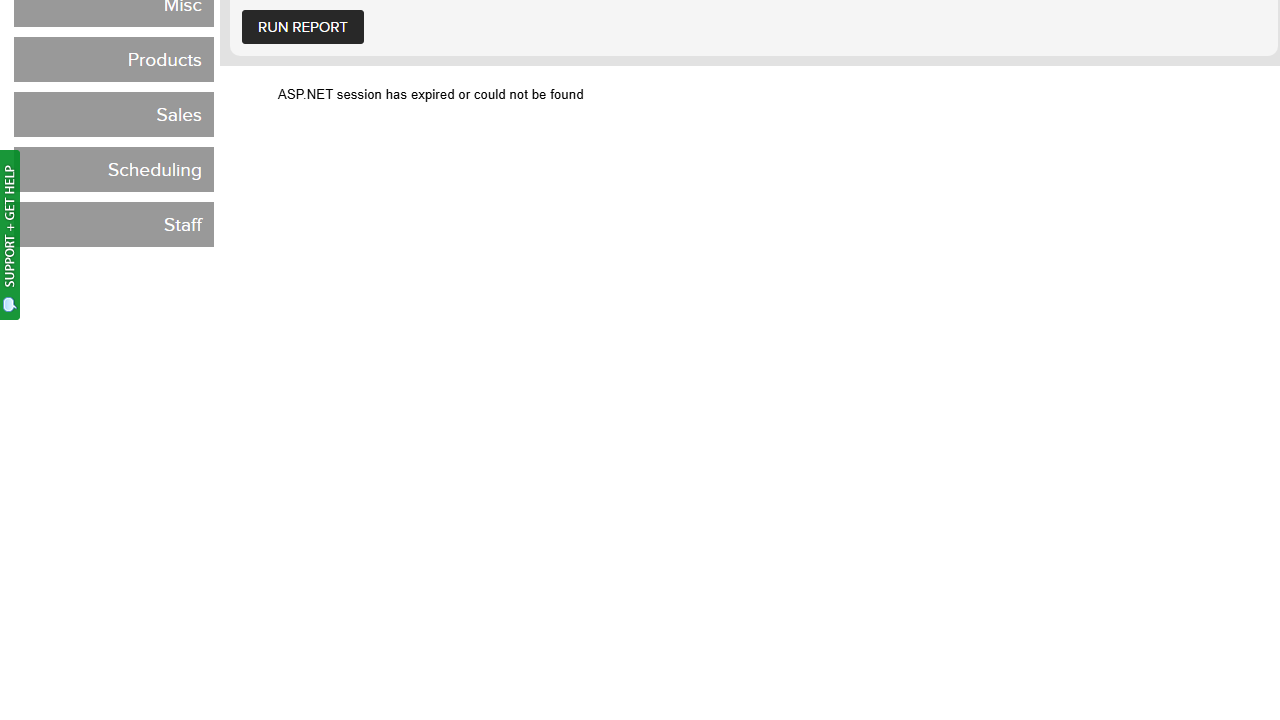 Misc
RUN REPORT
Products
ASP.NET session has expired or could not be found
Sales
Scheduling
SUPPORT + GET HELP
Staff